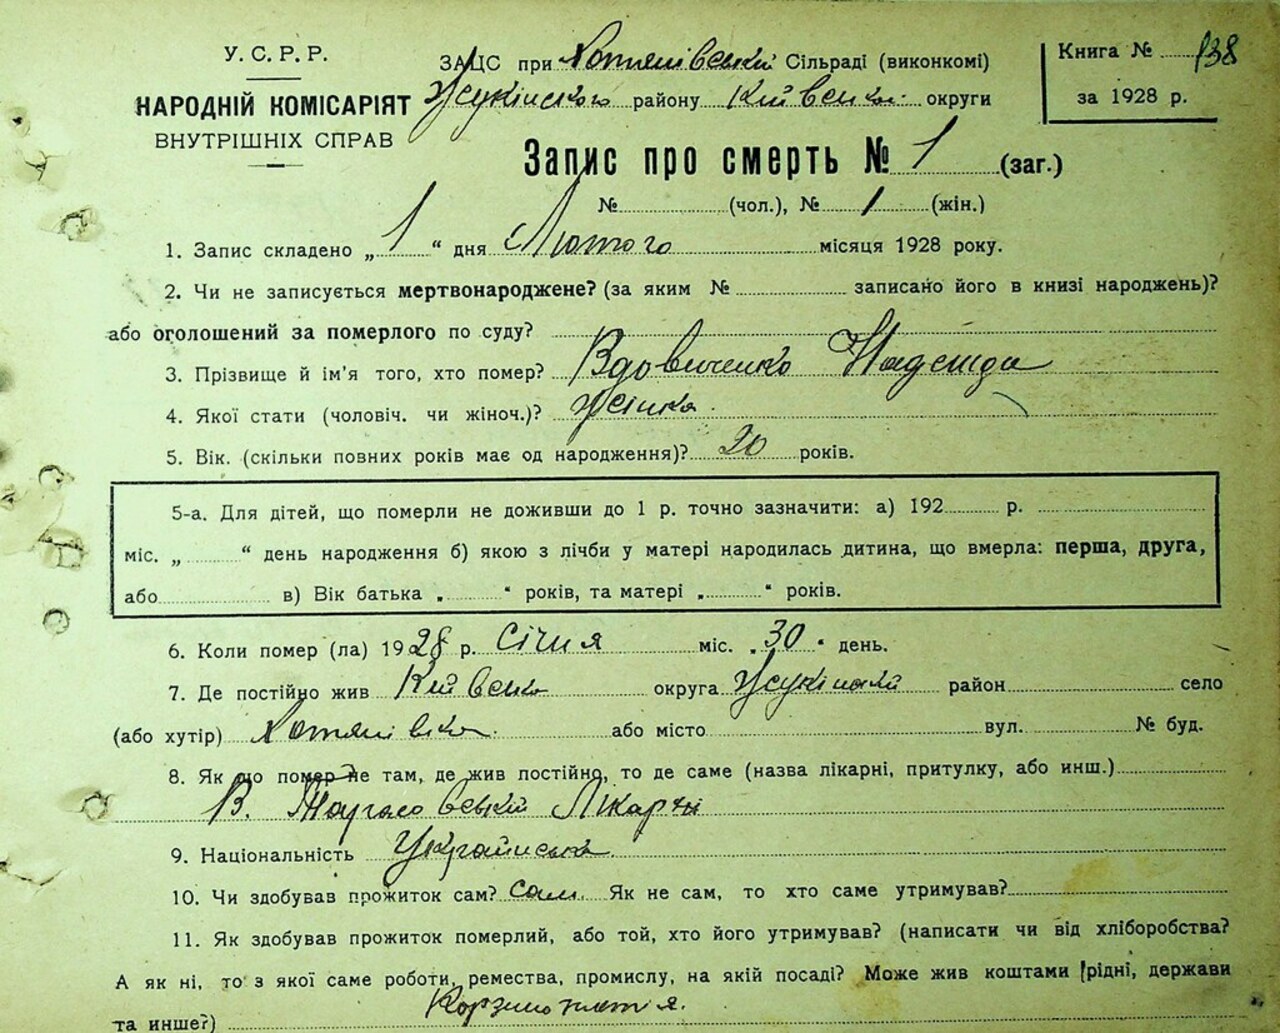 У. С. Р. Р.
НАРОДНІЙ КОМІСАРІЯТ
ВНУТРІШНІХ СПРАВ
ЗАЦС при Хотянівській Сільраді (виконкомі)
Жукінського району Київської округи
Книга № 138
за 1928 р.
Запис про смерть № 1 (заг.)
№ (чол.), № 1 (жін.)
1. Запис складено „ 1 “ дня Лютого місяця 1928 року.
2. Чи не записується мертвонароджене? (за яким № записано його в книзі народжень)?
або оголошений за померлого по суду?
3. Прізвище й ім'я того, хто помер? Вдовиченко Надежда
4. Якої стати (чоловіч. чи жіноч.)? Жінка
5. Вік. (скільки повних років має од народження)? 20 років.
5-а. Для дітей, що померли не доживши до 1 р. точно зазначити: а) 192 р.
міс. „ “ день народження б) якою з лічби у матері народилась дитина, що вмерла: перша, друга,
або в) Вік батька „ “ років, та матері „ “ років.
6. Коли помер (ла) 1928 р. Січня міс. „30“ день.
7. Де постійно жив Київська округа Жукінський район село
(або хутір) Хотянівка або місто вул. № буд.
8. Як що помер не там, де жив постійно, то де саме (назва лікарні, притулку, або инш.)
В. Лікарні
9. Національність Українська
10. Чи здобував прожиток сам? сам. Як не сам, то хто саме утримував?
11. Як здобував прожиток померлий, або той, хто його утримував? (написати чи від хліборобства?
А як ні, то з якої саме роботи, ремества, промислу, на якій посаді? Може жив коштами рідні, держави
та инше?)